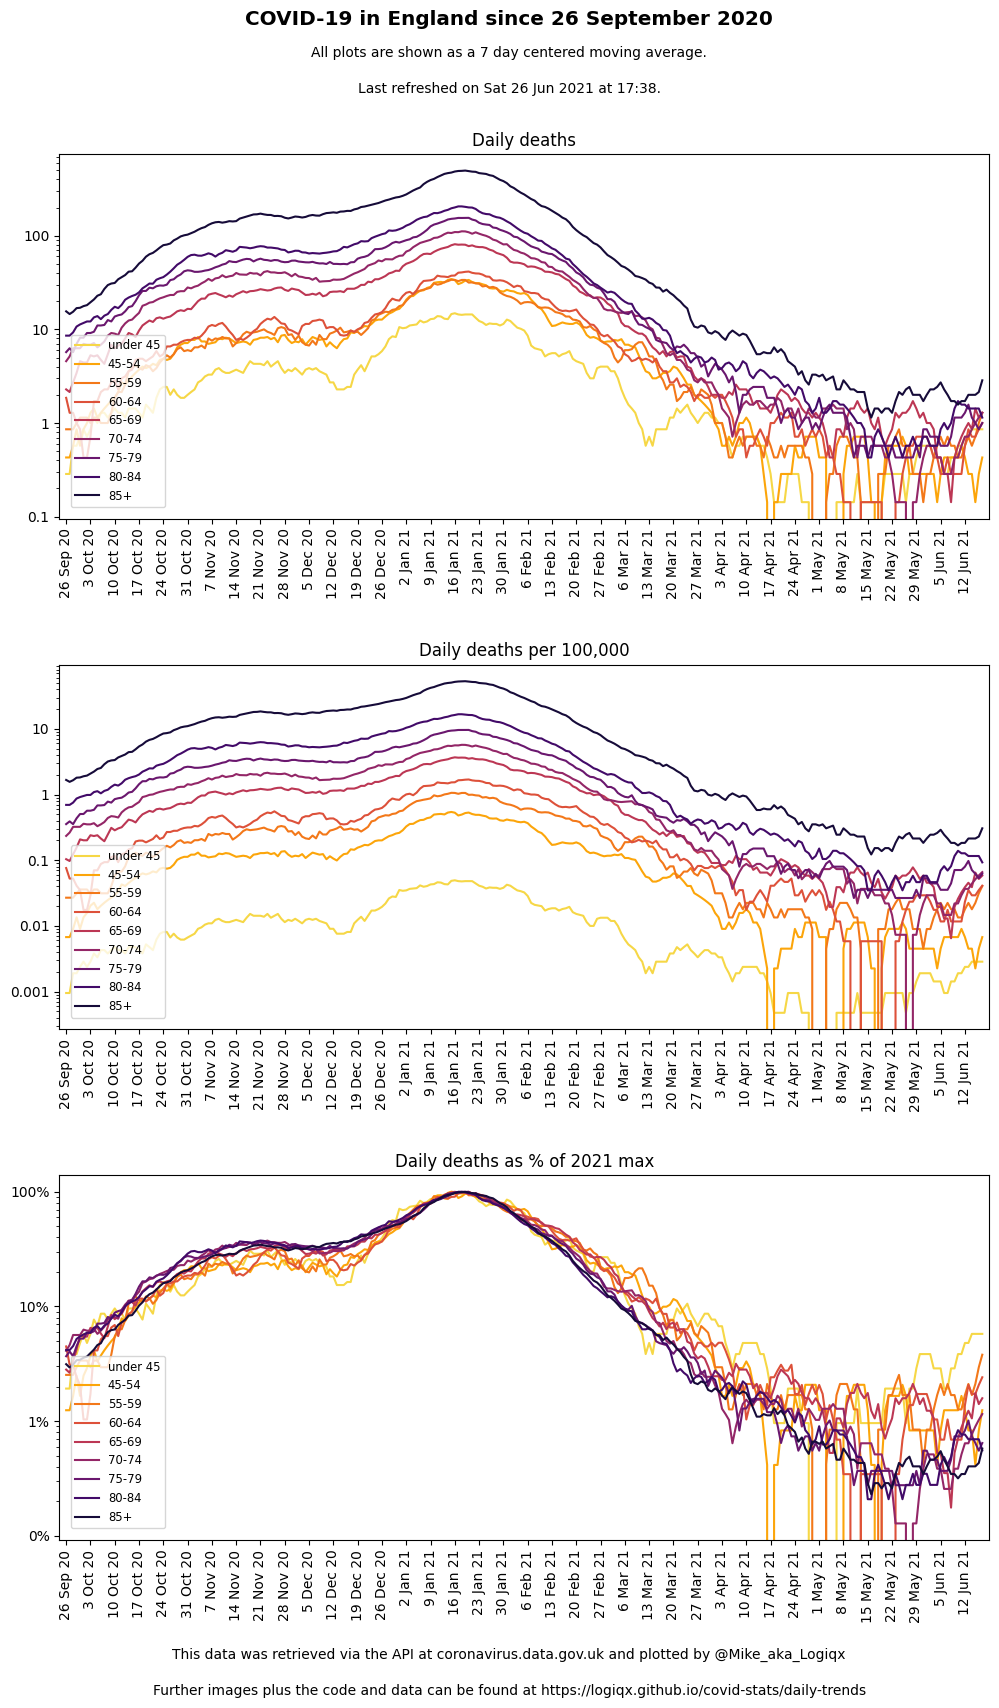 COVID-19 in England since 26 September 2020
All plots are shown as a 7 day centered moving average.
Last refreshed on Sat 26 Jun 2021 at 17:38.
Daily deaths
100
10
1
0.1
under 45
45-54
55-59
60-64
65-69
70-74
75-79
80-84
85+
26 Sep 20
3 Oct 20
10 Oct 20
17 Oct 20
24 Oct 20
31 Oct 20
7 Nov 20
14 Nov 20
21 Nov 20
28 Nov 20
5 Dec 20
12 Dec 20
19 Dec 20
26 Dec 20
2 Jan 21
9 Jan 21
16 Jan 21
23 Jan 21
30 Jan 21
6 Feb 21
13 Feb 21
20 Feb 21
27 Feb 21
6 Mar 21
13 Mar 21
20 Mar 21
27 Mar 21
3 Apr 21
10 Apr 21
17 Apr 21
24 Apr 21
1 May 21
8 May 21
15 May 21
22 May 21
29 May 21
5 Jun 21
12 Jun 21
Daily deaths per 100,000
10
1
0.1
0.01
0.001
under 45
45-54
55-59
60-64
65-69
70-74
75-79
80-84
85+
26 Sep 20
3 Oct 20
10 Oct 20
17 Oct 20
24 Oct 20
31 Oct 20
7 Nov 20
14 Nov 20
21 Nov 20
28 Nov 20
5 Dec 20
12 Dec 20
19 Dec 20
26 Dec 20
2 Jan 21
9 Jan 21
16 Jan 21
23 Jan 21
30 Jan 21
6 Feb 21
13 Feb 21
20 Feb 21
27 Feb 21
6 Mar 21
13 Mar 21
20 Mar 21
27 Mar 21
3 Apr 21
10 Apr 21
17 Apr 21
24 Apr 21
1 May 21
8 May 21
15 May 21
22 May 21
29 May 21
5 Jun 21
12 Jun 21
Daily deaths as % of 2021 max
100%
10%
1%
0%
under 45
45-54
55-59
60-64
65-69
70-74
75-79
80-84
85+
26 Sep 20
3 Oct 20
10 Oct 20
17 Oct 20
24 Oct 20
31 Oct 20
7 Nov 20
14 Nov 20
21 Nov 20
28 Nov 20
5 Dec 20
12 Dec 20
19 Dec 20
26 Dec 20
2 Jan 21
9 Jan 21
16 Jan 21
23 Jan 21
30 Jan 21
6 Feb 21
13 Feb 21
20 Feb 21
27 Feb 21
6 Mar 21
13 Mar 21
20 Mar 21
27 Mar 21
3 Apr 21
10 Apr 21
17 Apr 21
24 Apr 21
1 May 21
8 May 21
15 May 21
22 May 21
29 May 21
5 Jun 21
12 Jun 21
This data was retrieved via the API at coronavirus.data.gov.uk and plotted by @Mike_aka_Logiqx
Further images plus the code and data can be found at https://logiqx.github.io/covid-stats/daily-trends